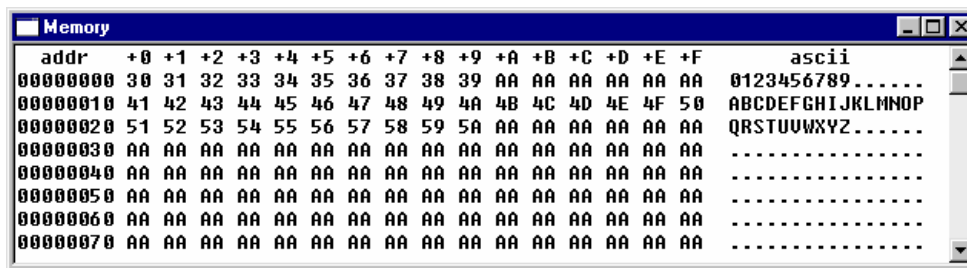 Memory
addr +0 +1 +2 +3 +4 +5 +6 +7 +8 +9 +A +B +C +D +E +F ascii
00000000 30 31 32 33 34 35 36 37 38 39 AA AA AA AA AA AA 0123456789......
00000010 41 42 43 44 45 46 47 48 49 4A 4B 4C 4D 4E 4F 50 ABCDEFGHIJKLMNOP
00000020 51 52 53 54 55 56 57 58 59 5A AA AA AA AA AA AA QRSTUVWXYZ......
00000030 AA AA AA AA AA AA AA AA AA AA AA AA AA AA AA AA ................
00000040 AA AA AA AA AA AA AA AA AA AA AA AA AA AA AA AA ................
00000050 AA AA AA AA AA AA AA AA AA AA AA AA AA AA AA AA ................
00000060 AA AA AA AA AA AA AA AA AA AA AA AA AA AA AA AA ................
00000070 AA AA AA AA AA AA AA AA AA AA AA AA AA AA AA AA ................